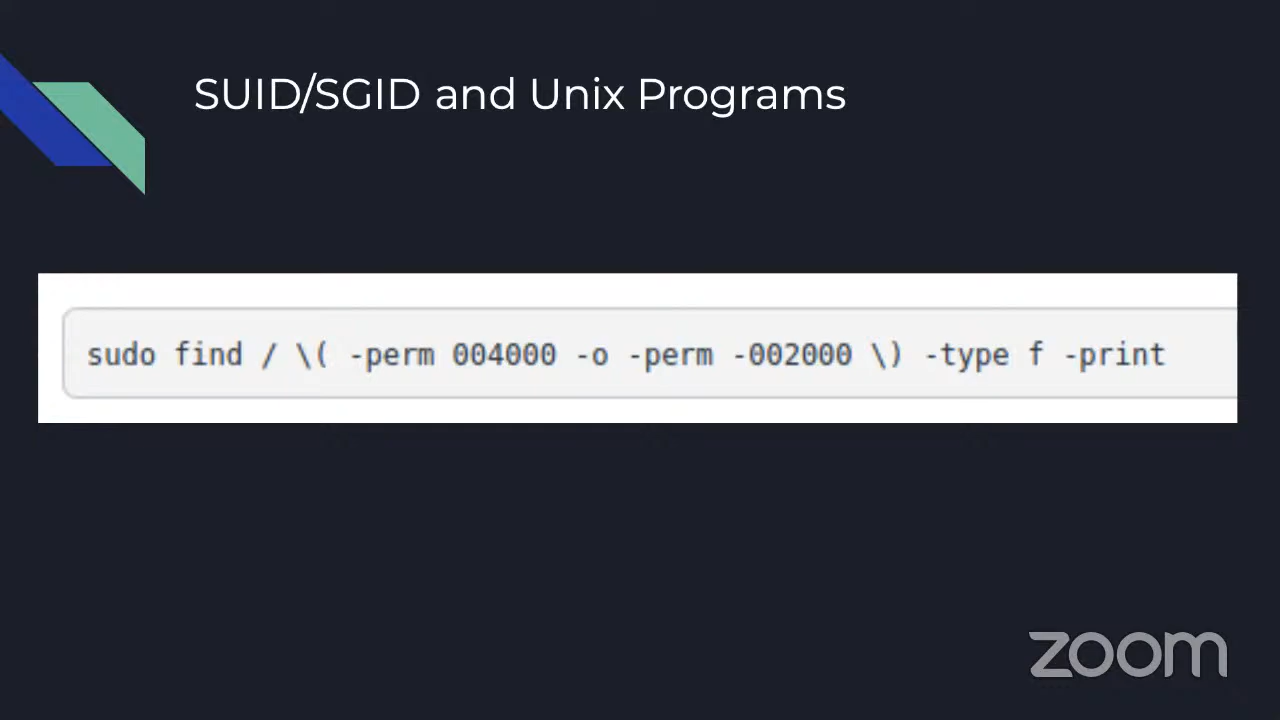 SUID/SGID and Unix Programs
sudo find / \( -perm 004000 -o -perm -002000 \) -type f -print
zoom